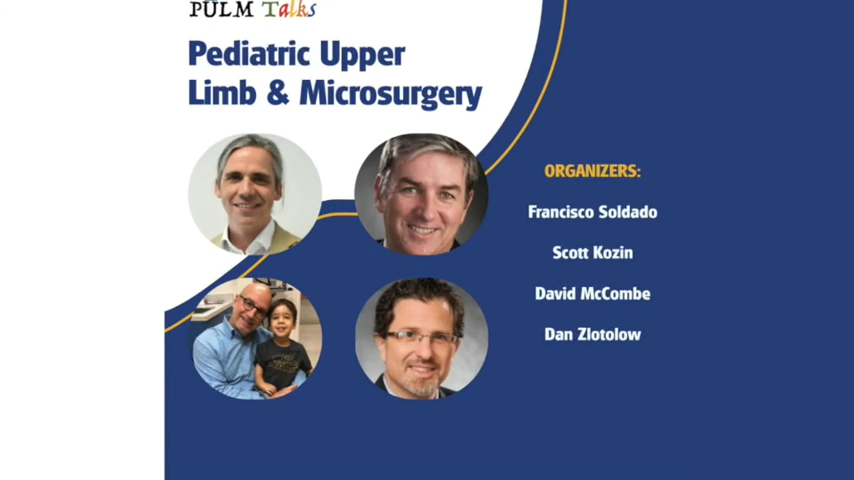 PULM Talks
Pediatric Upper
Limb & Microsurgery
ORGANIZERS:
Francisco Soldado
Scott Kozin
David McCombe
Dan Zlotolow